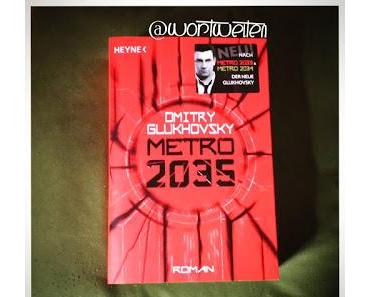 @wortwelten
HEYNE<
NEU!
NACH
METRO 2033 &
METRO 2034
DER NEUE
GLUKHOVSKY
DMITRY
GLUKHOVSKY
METRO
2035
ROMAN